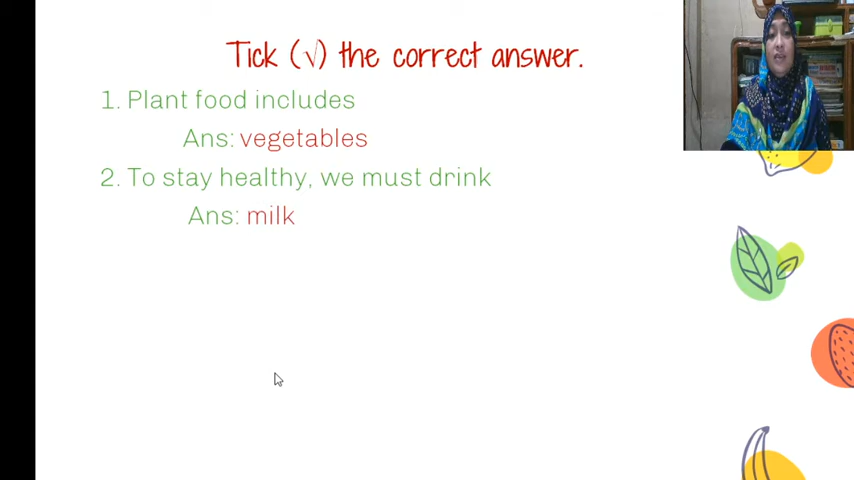 Tick (√) the correct answer.
1. Plant food includes
Ans: vegetables
2. To stay healthy, we must drink
Ans: milk